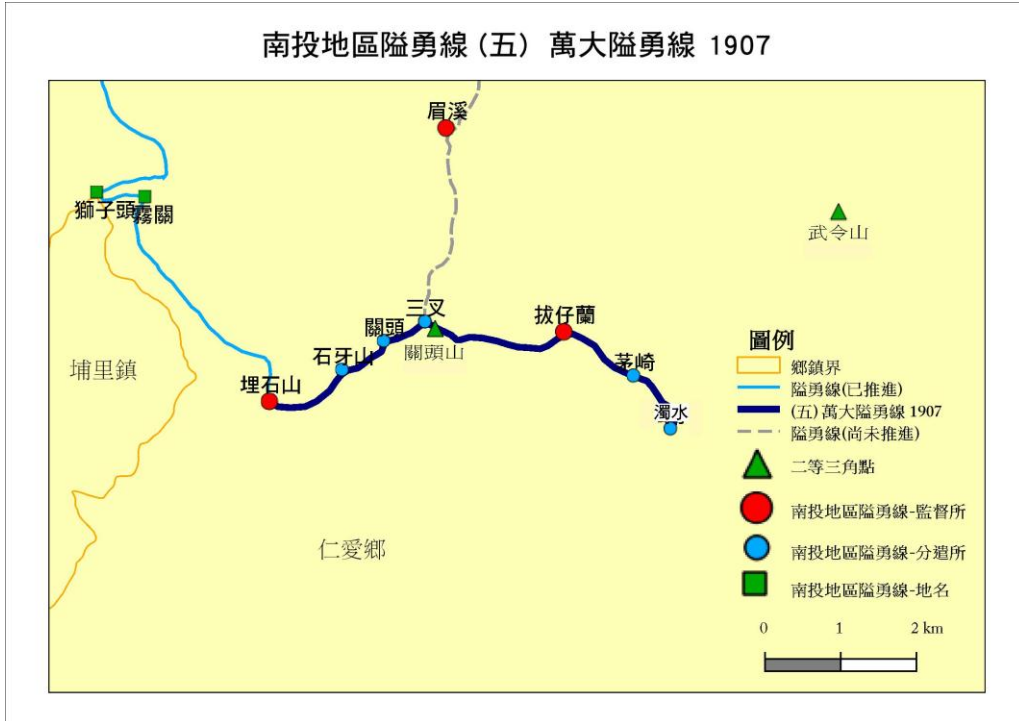 南投地區隘勇線(五) 萬大隘勇線 1907
眉溪
獅子頭
霧關
武令山
三叉
關頭
關頭山
拔仔蘭
石牙山
茅崎
埔里鎮
埋石山
濁水
仁愛鄉
圖例
鄉鎮界
隘勇線(已推進)
(五)萬大隘勇線 1907
隘勇線(尚未推進)
二等三角點
南投地區隘勇線-監督所
南投地區隘勇線-分遣所
南投地區隘勇線-地名
0 1 2 km